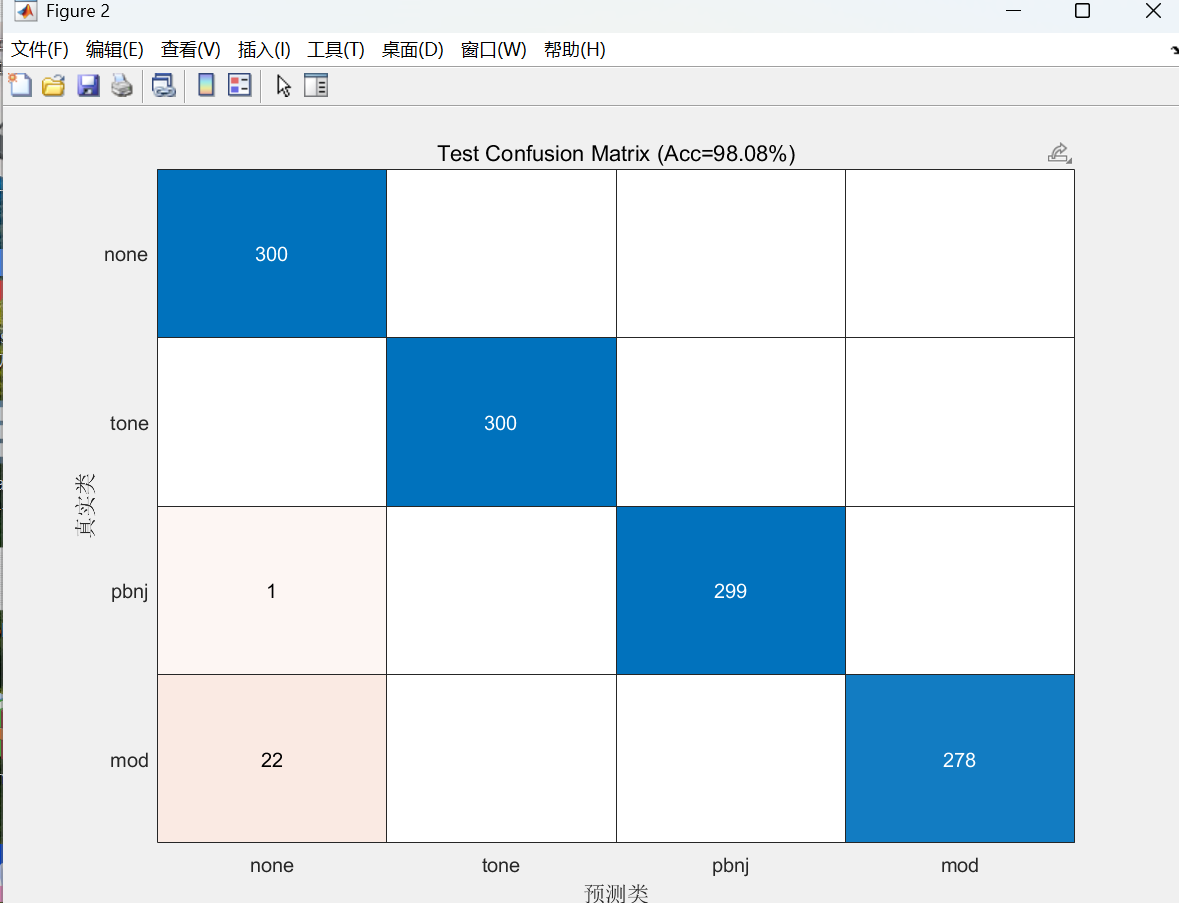 Figure 2
文件(F) 编辑(E) 查看(V) 插入(I) 工具(T) 桌面(D) 窗口(W) 帮助(H)
Test Confusion Matrix (Acc=98.08%)
none 300
tone 300
真实类
pbnj 1 299
mod 22 278
none tone pbnj mod
预测类